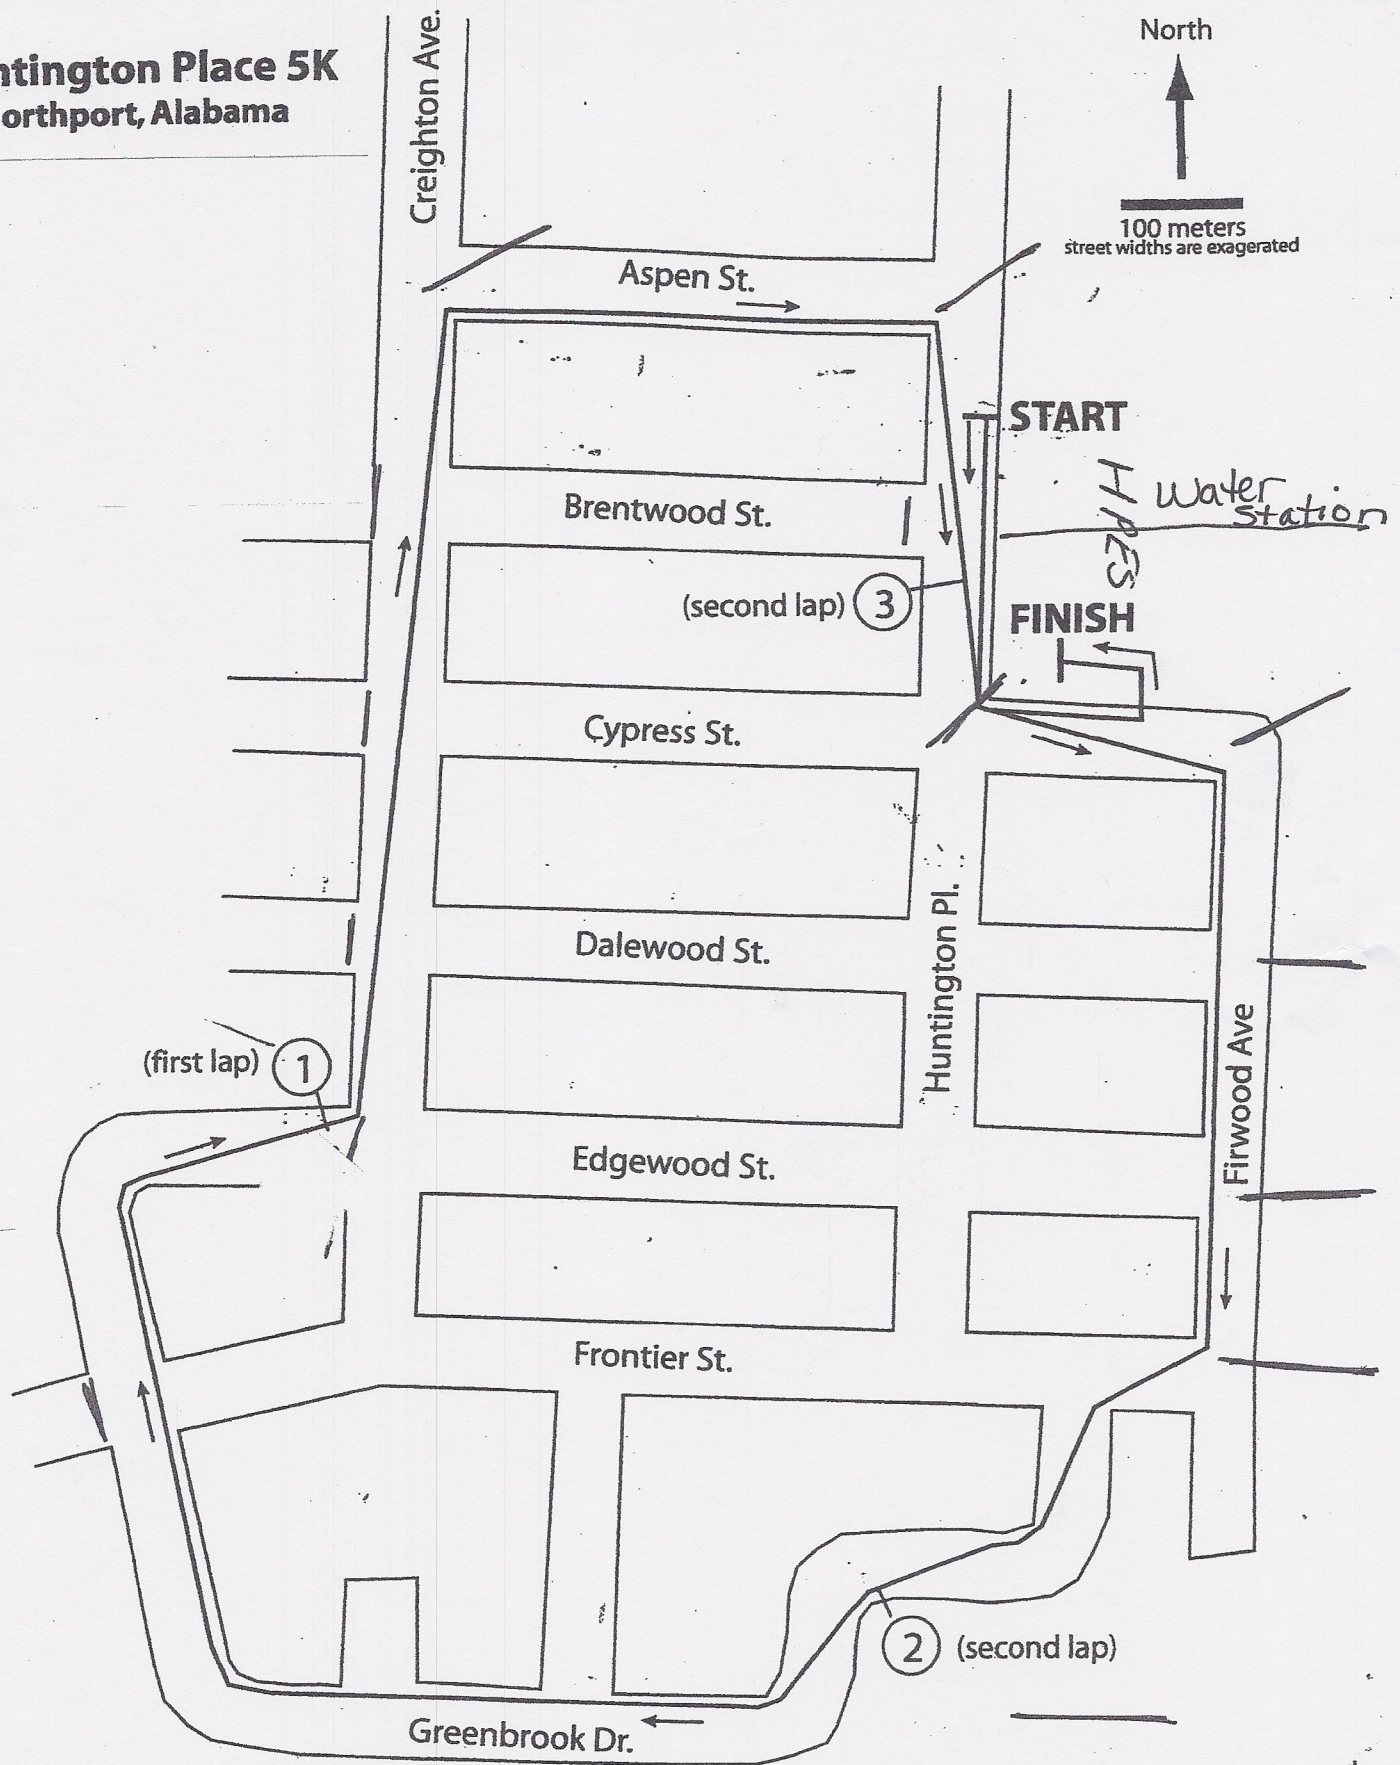 ntington Place 5K
orthport, Alabama
Creighton Ave.
North
100 meters
street widths are exagerated
Aspen St.
START
HPES
Water
Station
Brentwood St.
(second lap) 3
FINISH
Cypress St.
Huntington Pl.
Dalewood St.
Firwood Ave
(first lap) 1
Edgewood St.
Frontier St.
2 (second lap)
Greenbrook Dr.